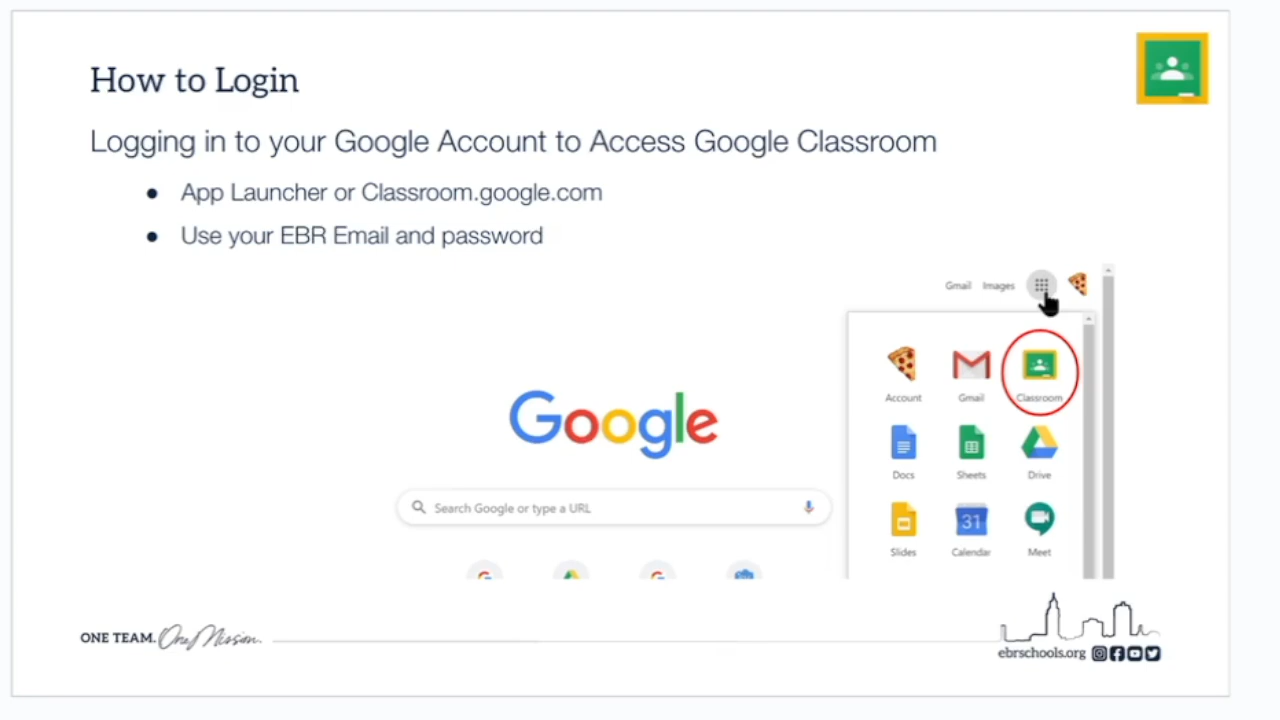 How to Login
Logging in to your Google Account to Access Google Classroom
● App Launcher or Classroom.google.com
● Use your EBR Email and password
Gmail Images
Account Gmail Classroom
Google
Docs Sheets Drive
Search Google or type a URL
31
Slides Calendar Meet
ONE TEAM. One Mission.
ebrschools.org